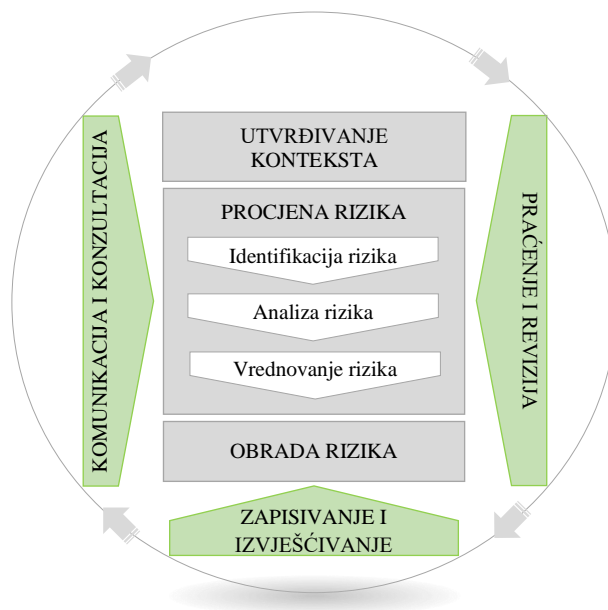 UTVRĐIVANJE
KONTEKSTA
PROCJENA RIZIKA
Identifikacija rizika
Analiza rizika
Vrednovanje rizika
OBRADA RIZIKA
KOMUNIKACIJA I KONZULTACIJA
PRAĆENJE I REVIZIJA
ZAPISIVANJE I
IZVJEŠĆIVANJE